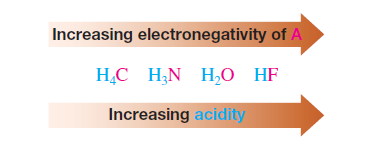 Increasing electronegativity of A
H₄C H₃N H₂O HF
Increasing acidity